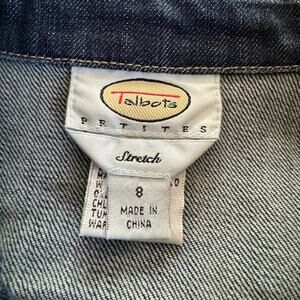 Talbots
PETITES
Stretch
8
MADE IN
CHINA